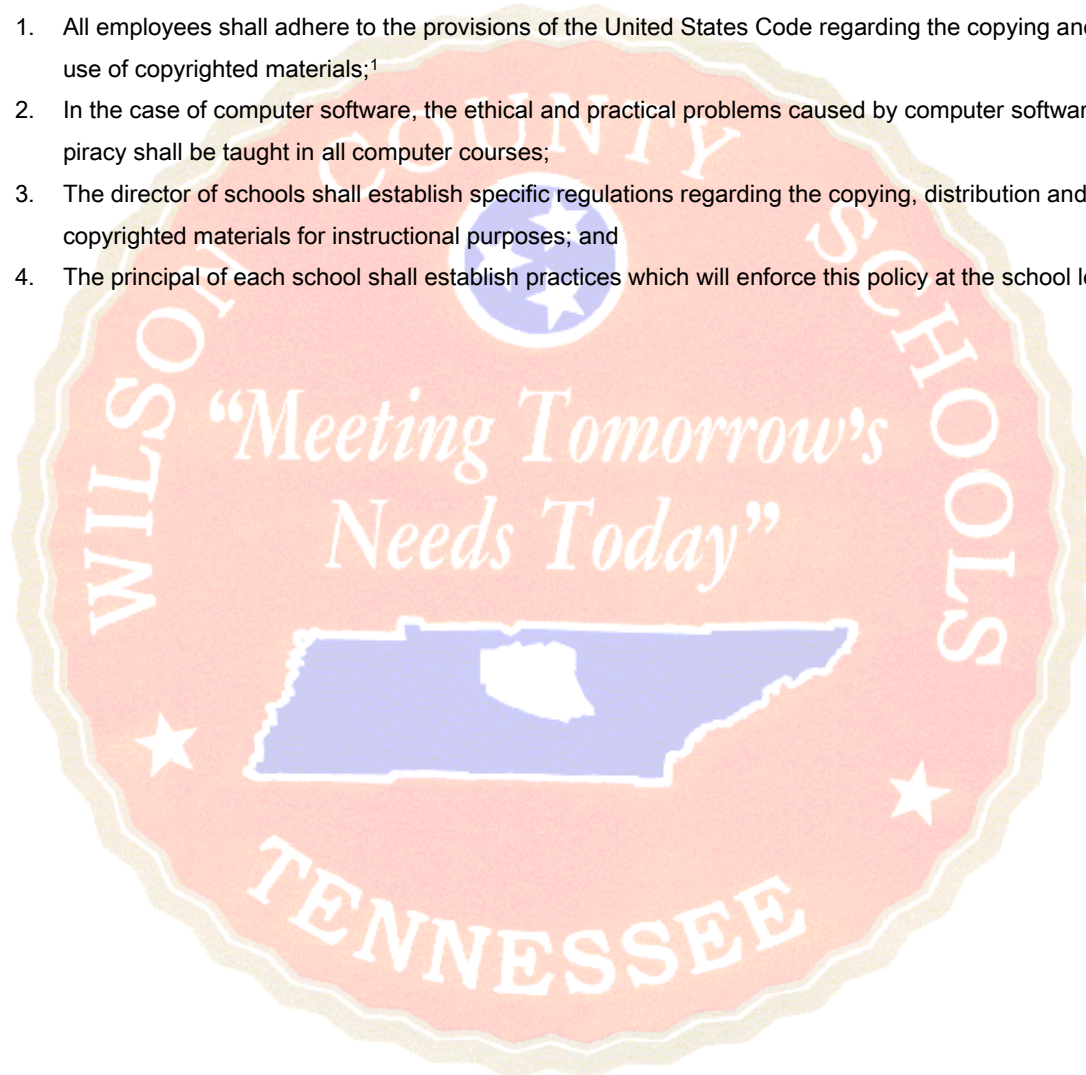 1. All employees shall adhere to the provisions of the United States Code regarding the copying and
use of copyrighted materials;1
2. In the case of computer software, the ethical and practical problems caused by computer
piracy shall be taught in all computer courses;
3. The director of schools shall establish specific regulations regarding the copying, distribution and
copyrighted materials for instructional purposes; and
4. The principal of each school shall establish practices which will enforce this policy at the school
WILSON COUNTY SCHOOLS
“Meeting Tomorrow's
Needs Today”
TENNESSEE